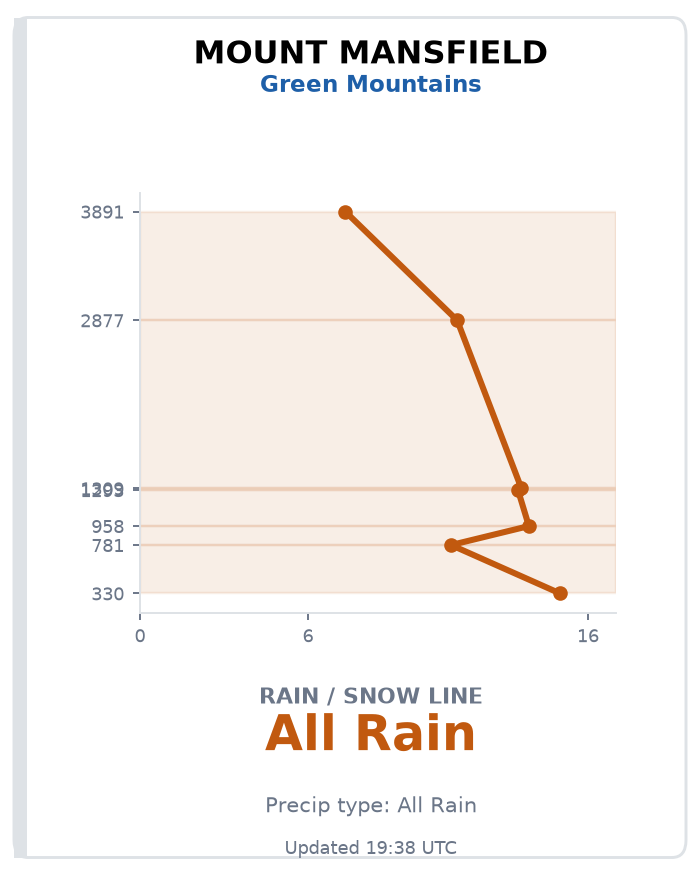 MOUNT MANSFIELD
Green Mountains
3891
2877
958
781
330
0 6 16
RAIN / SNOW LINE
All Rain
Precip type: All Rain
Updated 19:38 UTC